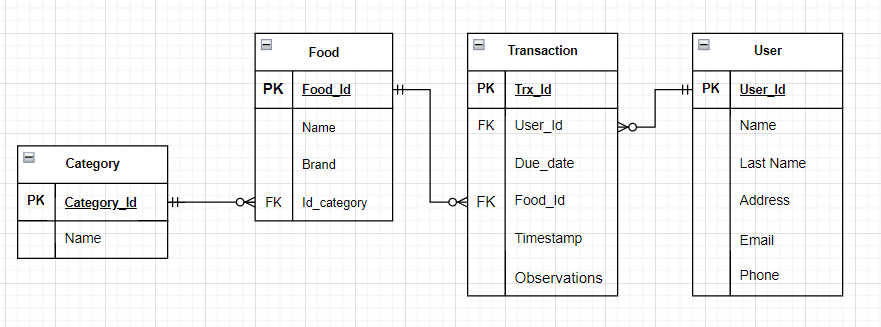 Food
PK Food_Id
Name
Brand
FK Id_category
Transaction
PK Trx_Id
FK User_Id
Due_date
FK Food_Id
Timestamp
Observations
User
PK User_Id
Name
Last Name
Address
Email
Phone
Category
PK Category_Id
Name